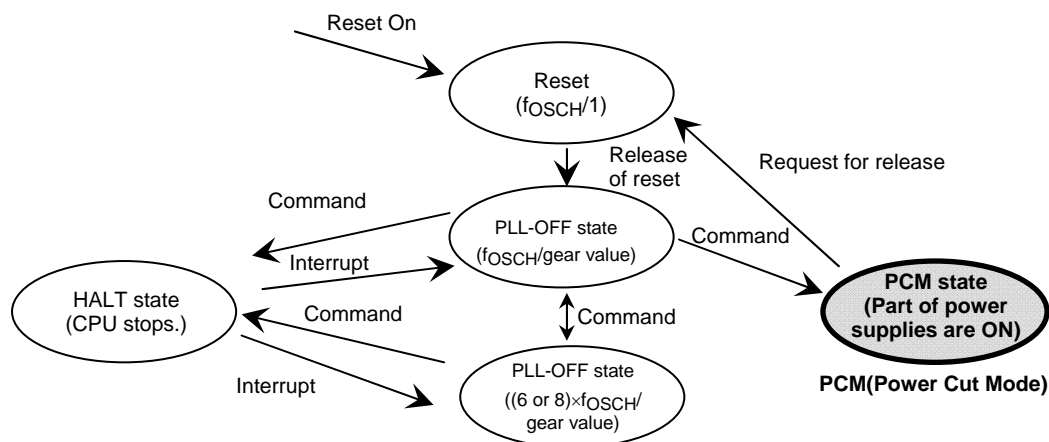 Reset On
Reset
(fOSCH/1)
Release
of reset
Request for release
Command
PLL-OFF state
(fOSCH/gear value)
Command
Interrupt
HALT state
(CPU stops.)
PCM state
(Part of power
supplies are ON)
Command
Command
PCM(Power Cut Mode)
Interrupt
PLL-OFF state
((6 or 8)×fOSCH/
gear value)